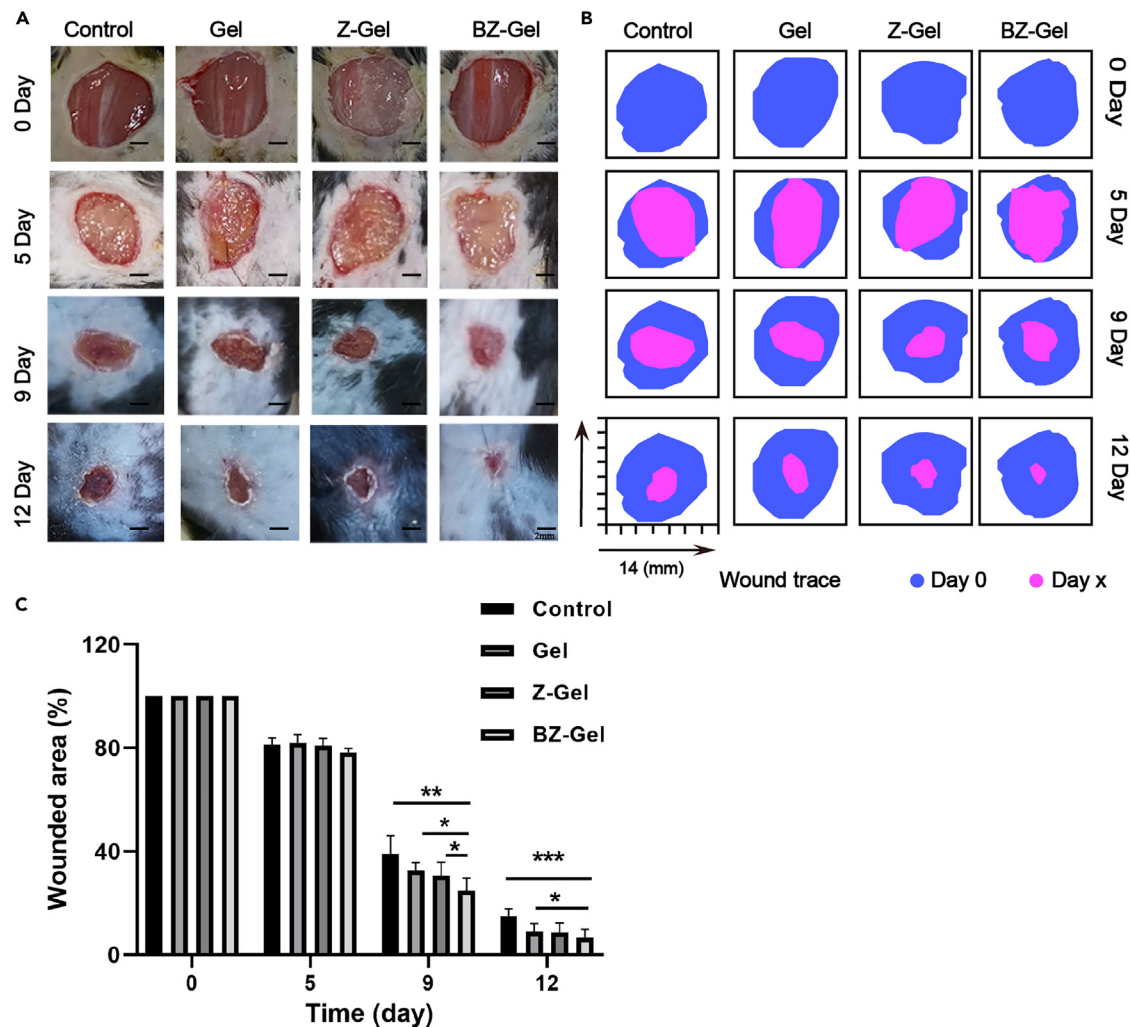 A
Control Gel Z-Gel BZ-Gel
0 Day
5 Day
9 Day
12 Day
2mm
B
Control Gel Z-Gel BZ-Gel
0 Day
5 Day
9 Day
12 Day
14 (mm)
Wound trace Day 0 Day x
C
Control
Gel
Z-Gel
BZ-Gel
Wounded area (%)
120
80
40
0
** * *
*** *
0 5 9 12
Time (day)